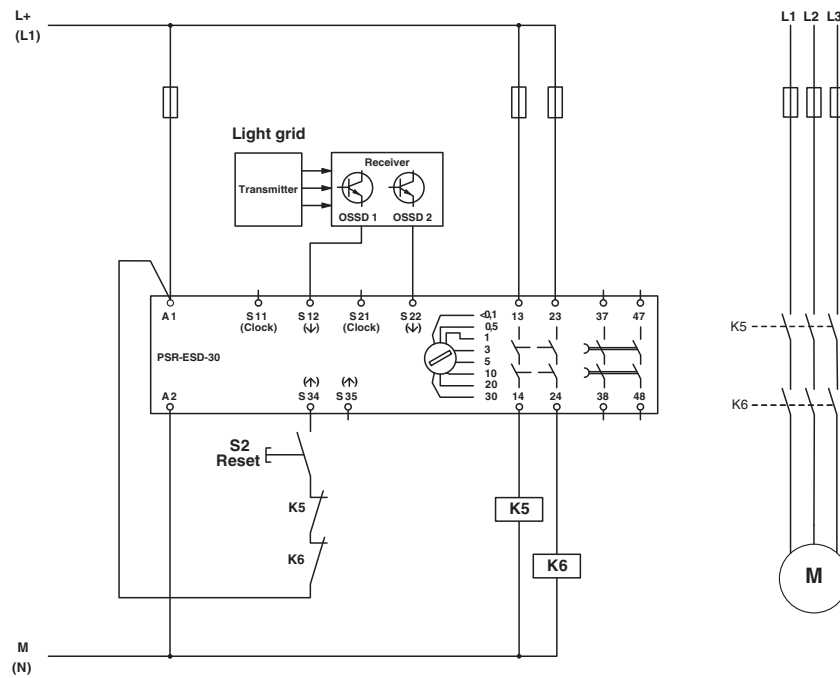 L+
(L1)
L1 L2 L3
Light grid
Transmitter
Receiver
OSSD 1 OSSD 2
A1
S11
(Clock)
S12
(↓)
S21
(Clock)
S22
(↓)
<0,1
0,5
1
3
5
10
20
30
13 23 37 47
PSR-ESD-30
A2
(↑)
S34
(↑)
S35
14 24 38 48
S2
Reset
K5
K6
K5
K6
K5
K6
M
M
(N)